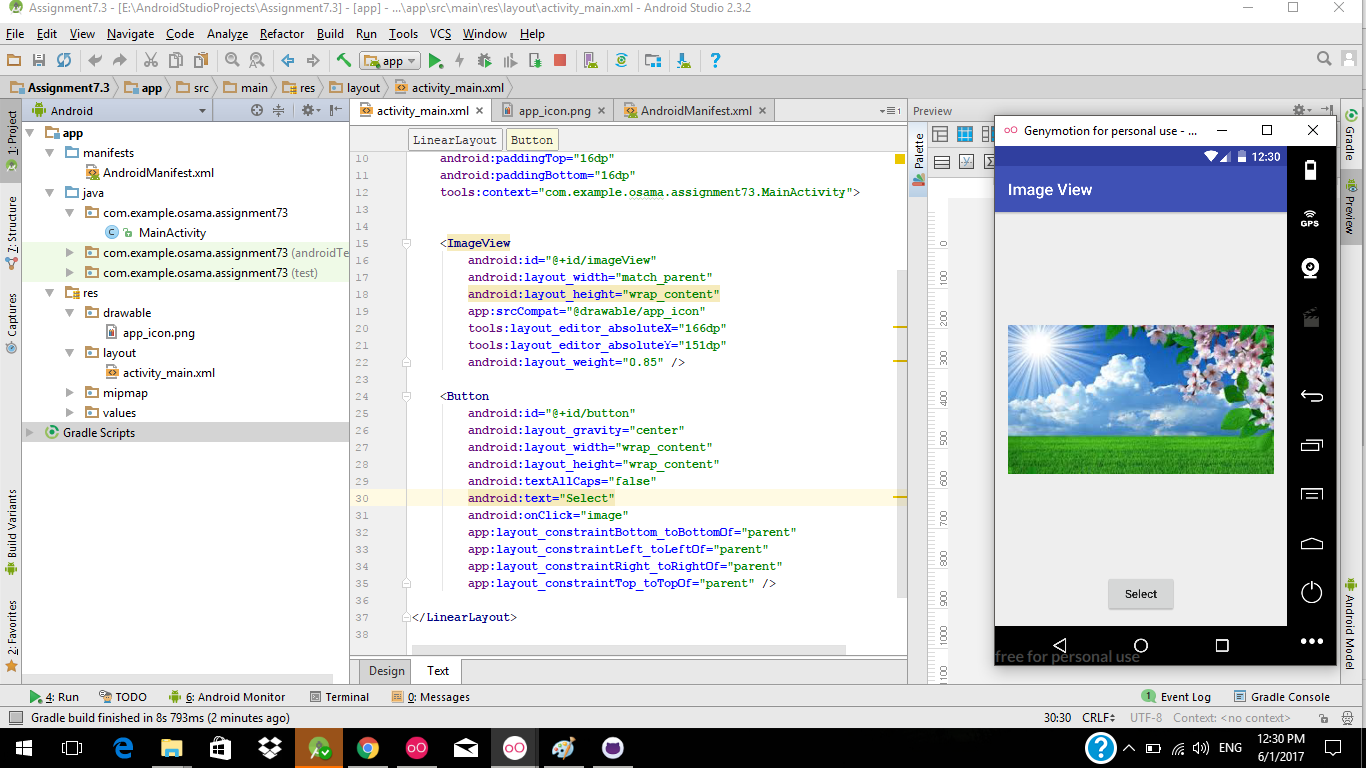 Assignment7.3 - [E:\AndroidStudioProjects\Assignment7.3] - [app] - ...\app\src\main\res\layout\activity_main.xml - Android Studio 2.3.2
File Edit View Navigate Code Analyze Refactor Build Run Tools VCS Window Help
app
Assignment7.3 app src main res layout activity_main.xml
1: Project
7: Structure
Captures
Build Variants
2: Favorites
Android
app
manifests
AndroidManifest.xml
java
com.example.osama.assignment73
MainActivity
com.example.osama.assignment73 (androidTe
com.example.osama.assignment73 (test)
res
drawable
app_icon.png
layout
activity_main.xml
mipmap
values
Gradle Scripts
activity_main.xml app_icon.png AndroidManifest.xml
LinearLayout Button
10 android:paddingTop="16dp"
11 android:paddingBottom="16dp"
12 tools:context="com.example.osama.assignment73.MainActivity">
13
14
15 <ImageView
16 android:id="@+id/imageView"
17 android:layout_width="match_parent"
18 android:layout_height="wrap_content"
19 app:srcCompat="@drawable/app_icon"
20 tools:layout_editor_absoluteX="166dp"
21 tools:layout_editor_absoluteY="151dp"
22 android:layout_weight="0.85" />
23
24 <Button
25 android:id="@+id/button"
26 android:layout_gravity="center"
27 android:layout_width="wrap_content"
28 android:layout_height="wrap_content"
29 android:textAllCaps="false"
30 android:text="Select"
31 android:onClick="image"
32 app:layout_constraintBottom_toBottomOf="parent"
33 app:layout_constraintLeft_toLeftOf="parent"
34 app:layout_constraintRight_toRightOf="parent"
35 app:layout_constraintTop_toTopOf="parent" />
36
37 </LinearLayout>
38
Design Text
Preview
Palette
0
100
200
300
400
500
600
700
800
900
1000
1100
Genymotion for personal use - ...
12:30
Image View
GPS
Select
free for personal use
Gradle
Preview
Android Model
4: Run TODO 6: Android Monitor Terminal 0: Messages 1 Event Log Gradle Console
Gradle build finished in 8s 793ms (2 minutes ago) 30:30 CRLF UTF-8 Context: <no context>
ENG
12:30 PM
6/1/2017